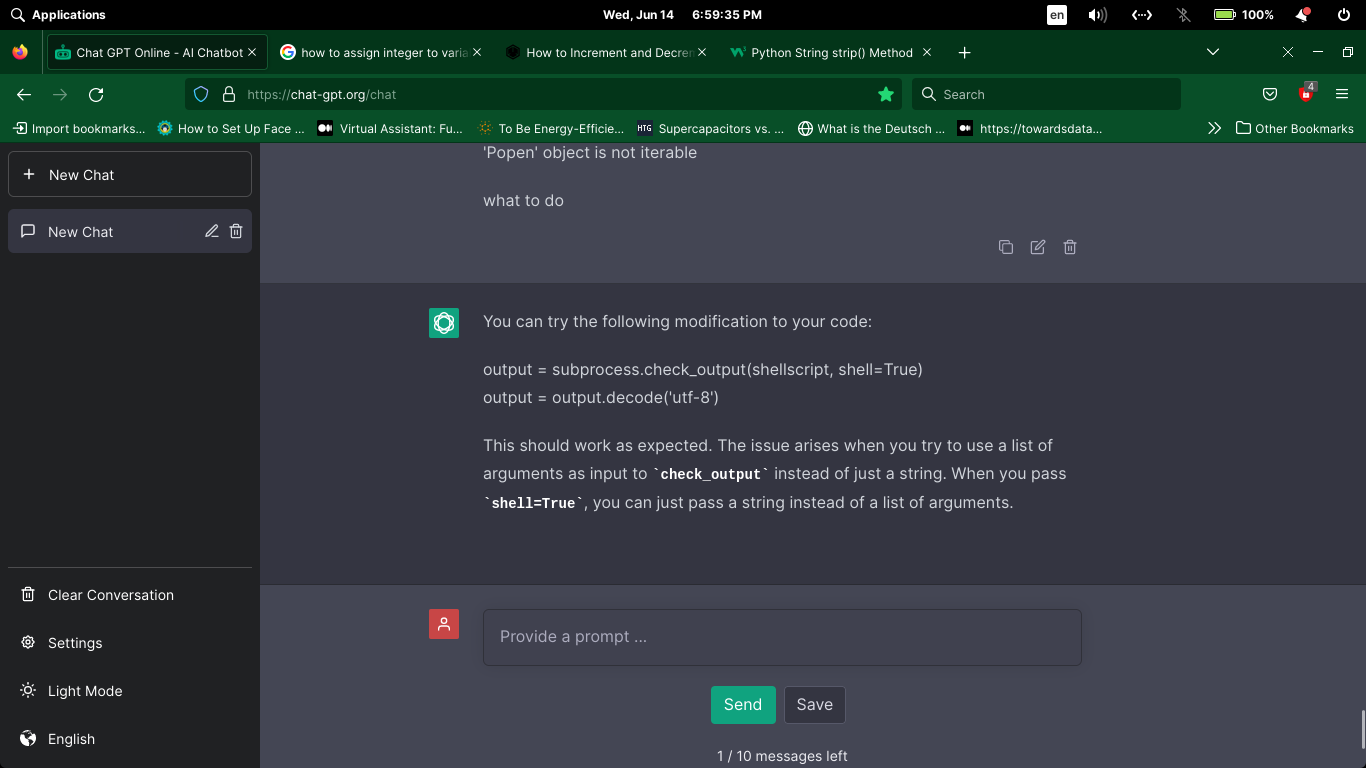 Applications
Wed, Jun 14 6:59:35 PM
en
100%
Chat GPT Online - AI Chatbot
how to assign integer to varia
How to Increment and Decren
Python String strip() Method
https://chat-gpt.org/chat
Search
4
Import bookmarks...
How to Set Up Face ...
Virtual Assistant: Fu...
To Be Energy-Efficie...
HTG
Supercapacitors vs. ...
What is the Deutsch ...
https://towardsdata...
Other Bookmarks
New Chat
New Chat
'Popen' object is not iterable
what to do
You can try the following modification to your code:
output = subprocess.check_output(shellscript, shell=True)
output = output.decode('utf-8')
This should work as expected. The issue arises when you try to use a list of
arguments as input to `check_output` instead of just a string. When you pass
`shell=True`, you can just pass a string instead of a list of arguments.
Clear Conversation
Settings
Light Mode
English
Provide a prompt ...
Send
Save
1 / 10 messages left